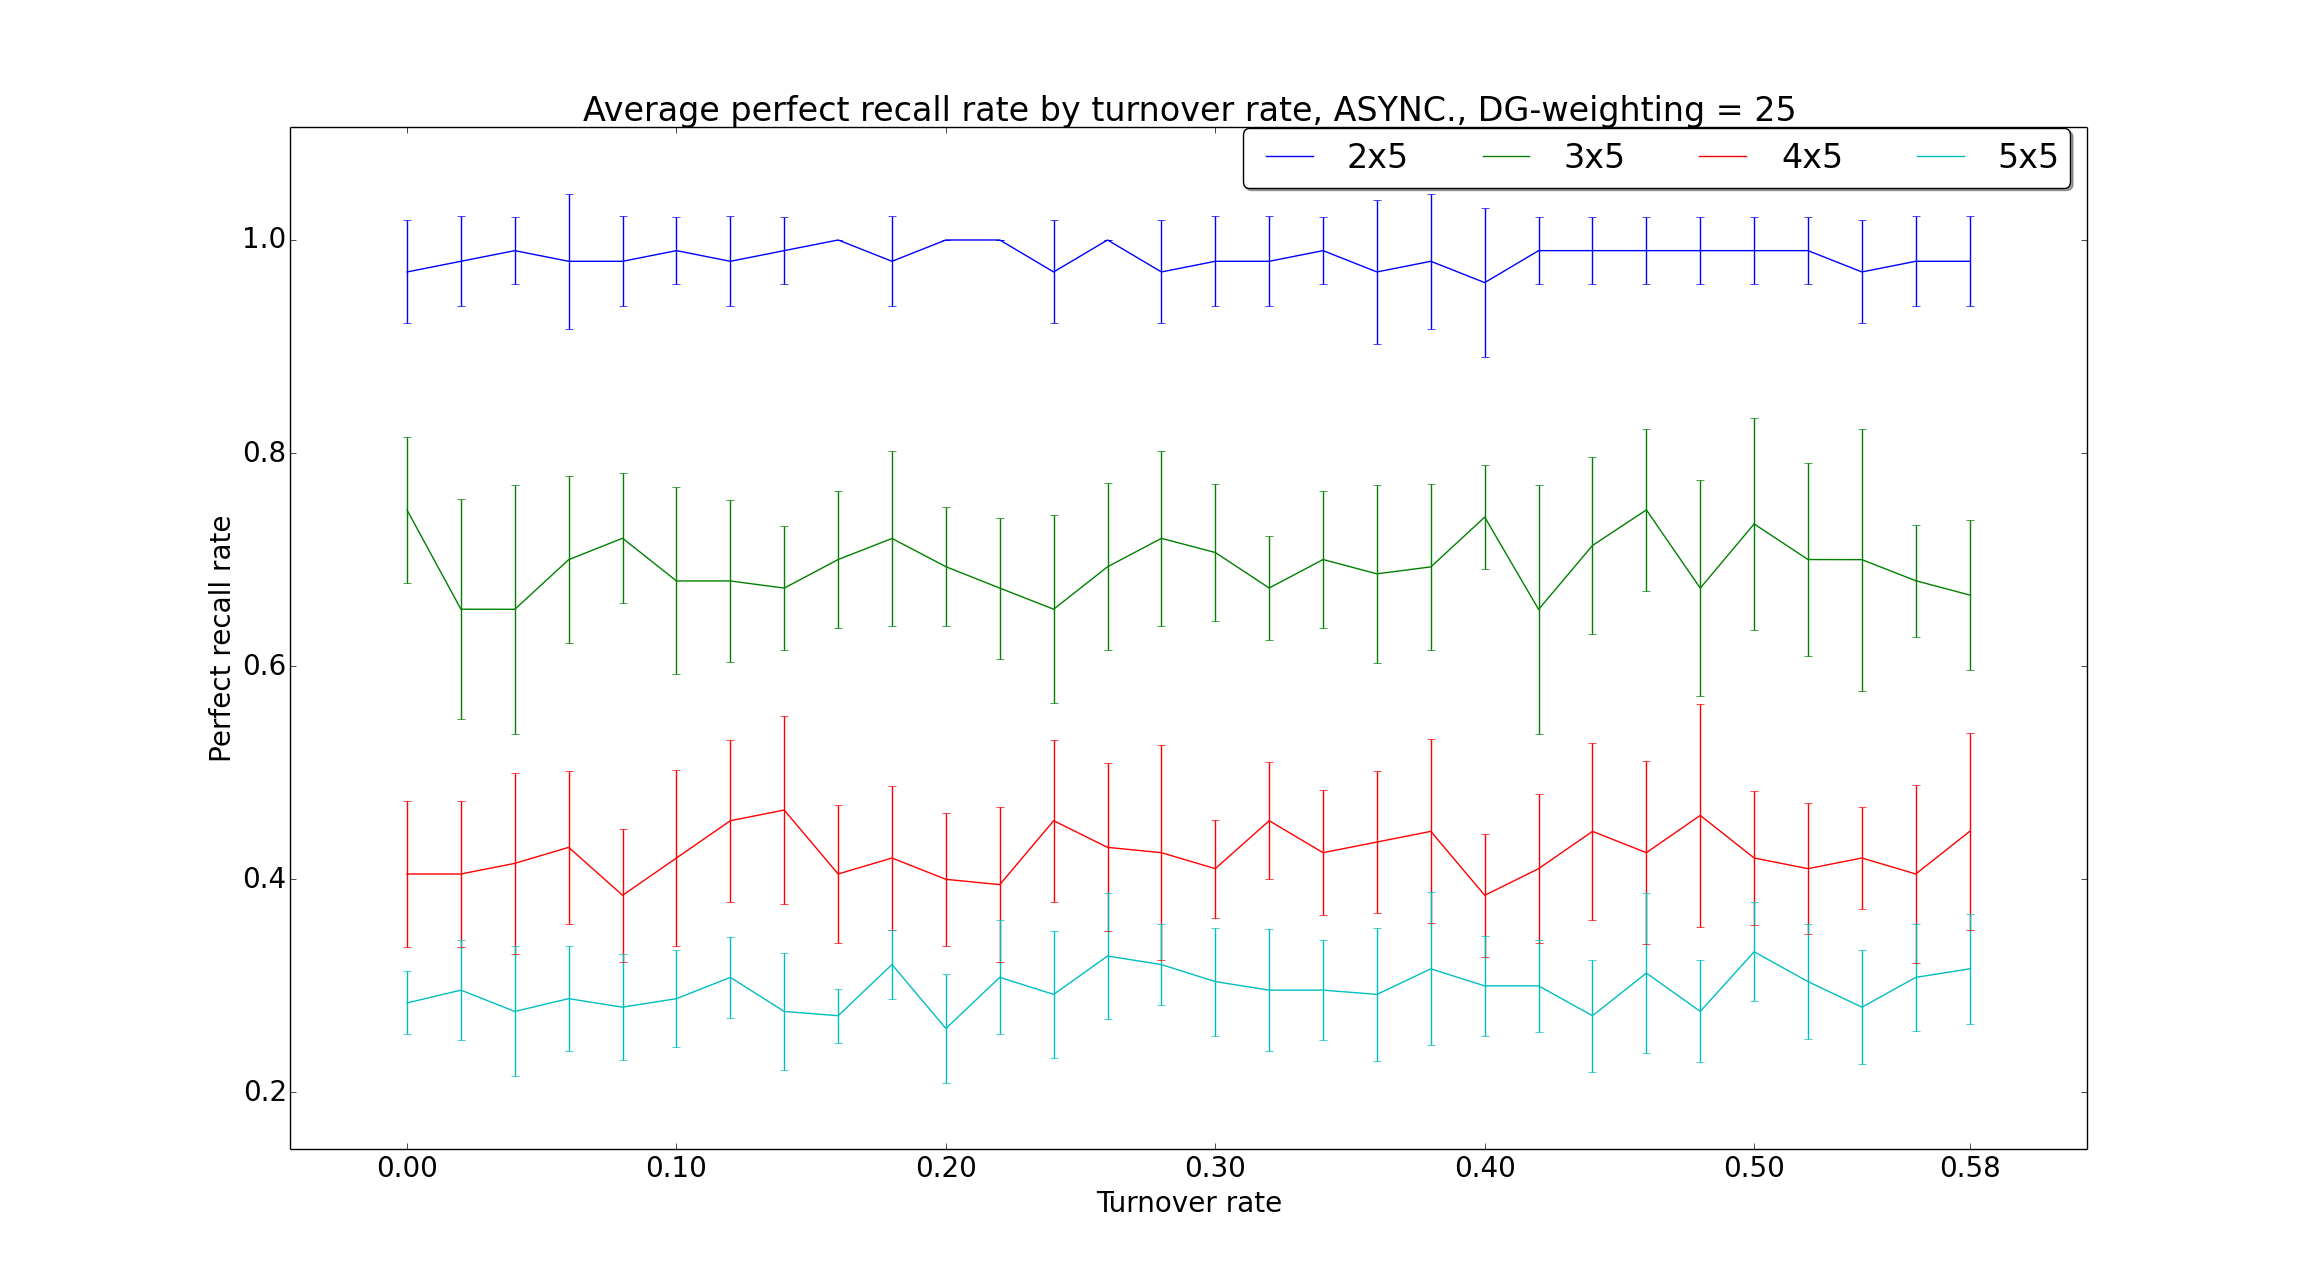 Average perfect recall rate by turnover rate, ASYNC., DG-weighting = 25
2x5 3x5 4x5 5x5
1.0
0.8
0.6
0.4
0.2
Perfect recall rate
0.00 0.10 0.20 0.30 0.40 0.50 0.58
Turnover rate